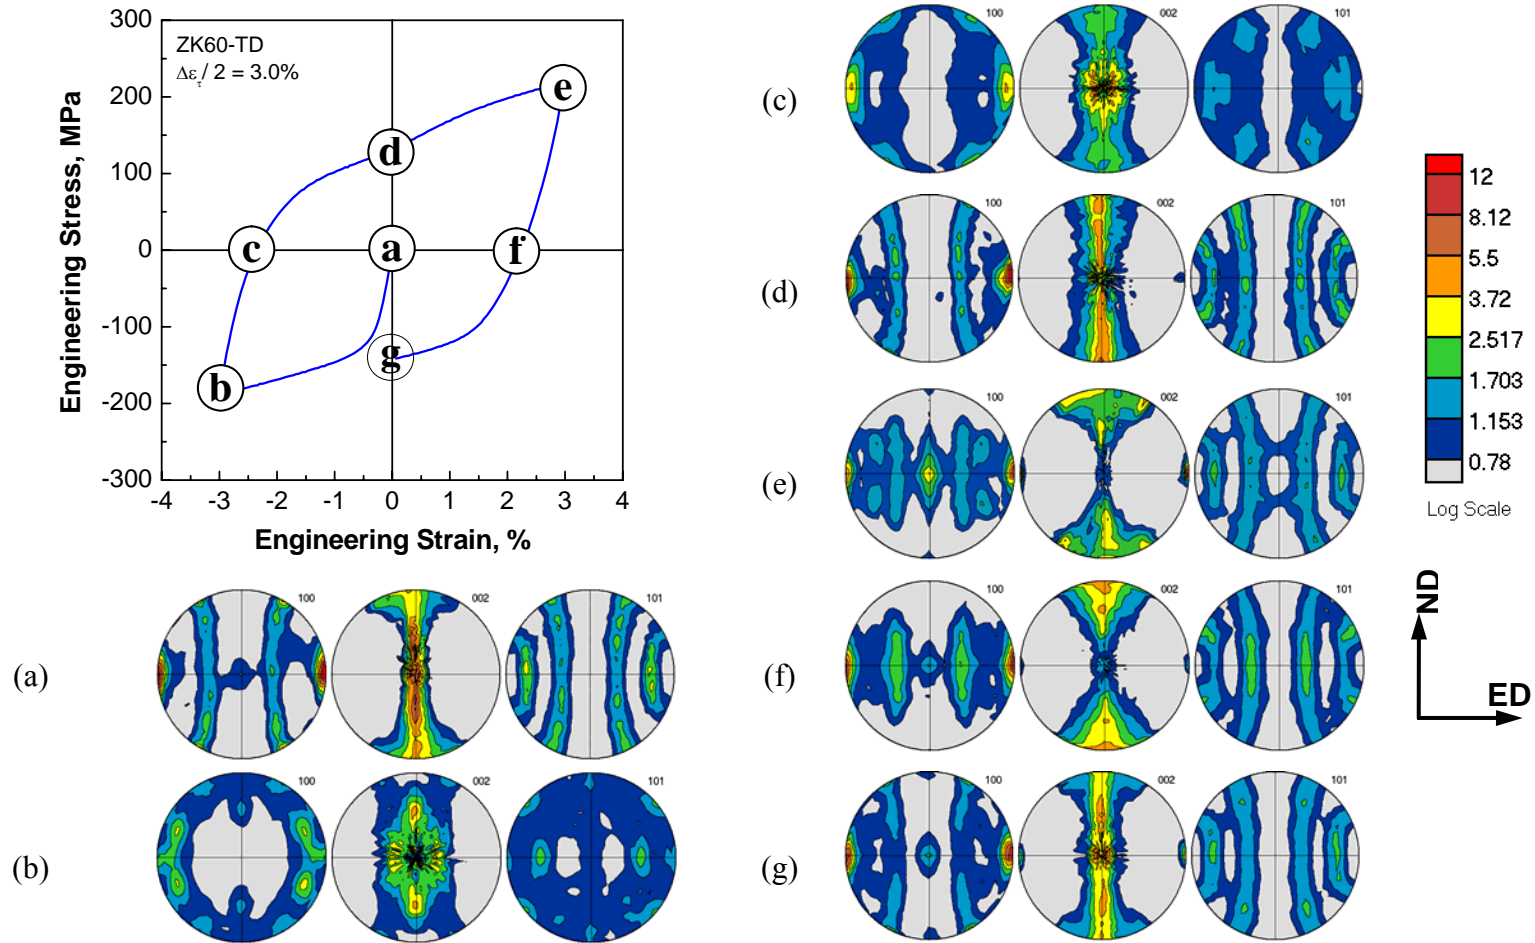 300
200
100
0
-100
-200
-300
-4 -3 -2 -1 0 1 2 3 4
Engineering Stress, MPa
Engineering Strain, %
ZK60-TD
Δετ/ 2 = 3.0%
e
d
c
a
f
g
b
(a)
100
002
101
(b)
100
002
101
(c)
100
002
101
(d)
100
002
101
(e)
100
002
101
(f)
100
002
101
(g)
100
002
101
12
8.12
5.5
3.72
2.517
1.703
1.153
0.78
Log Scale
ND
ED